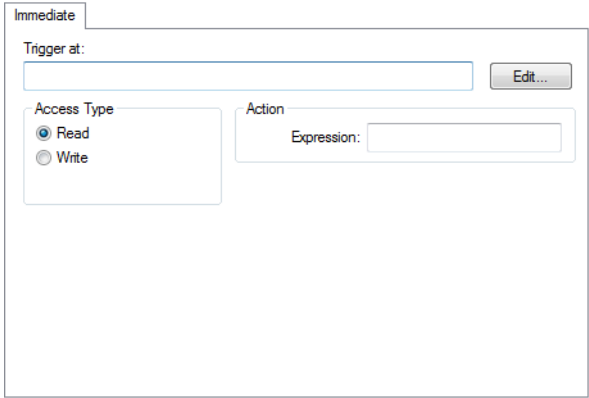 Immediate
Trigger at:
Edit...
Access Type
Read
Write
Action
Expression: